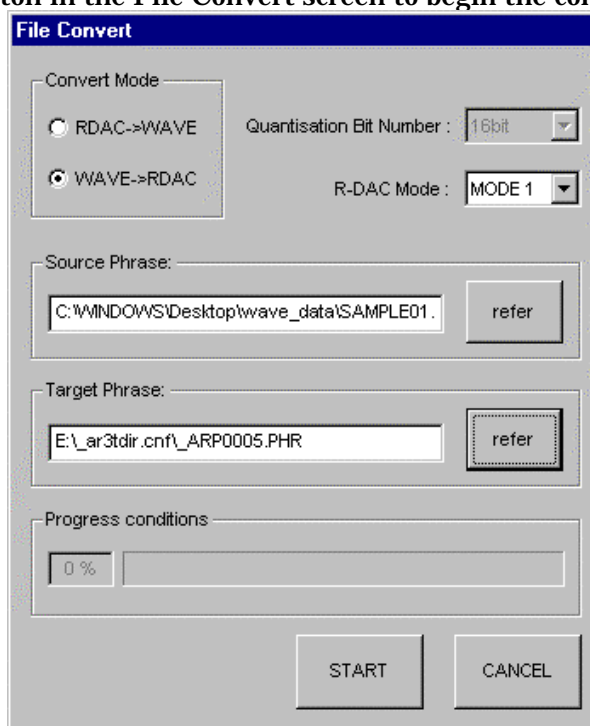 ton in the File Convert screen to begin the co
File Convert
Convert Mode
RDAC->WAVE
Quantisation Bit Number : 16bit
WAVE->RDAC
R-DAC Mode : MODE 1
Source Phrase:
C:\WINDOWS\Desktop\wave_data\SAMPLE01. refer
Target Phrase:
E:\_ar3tdir.cnf\_ARP0005.PHR refer
Progress conditions
0 %
START CANCEL